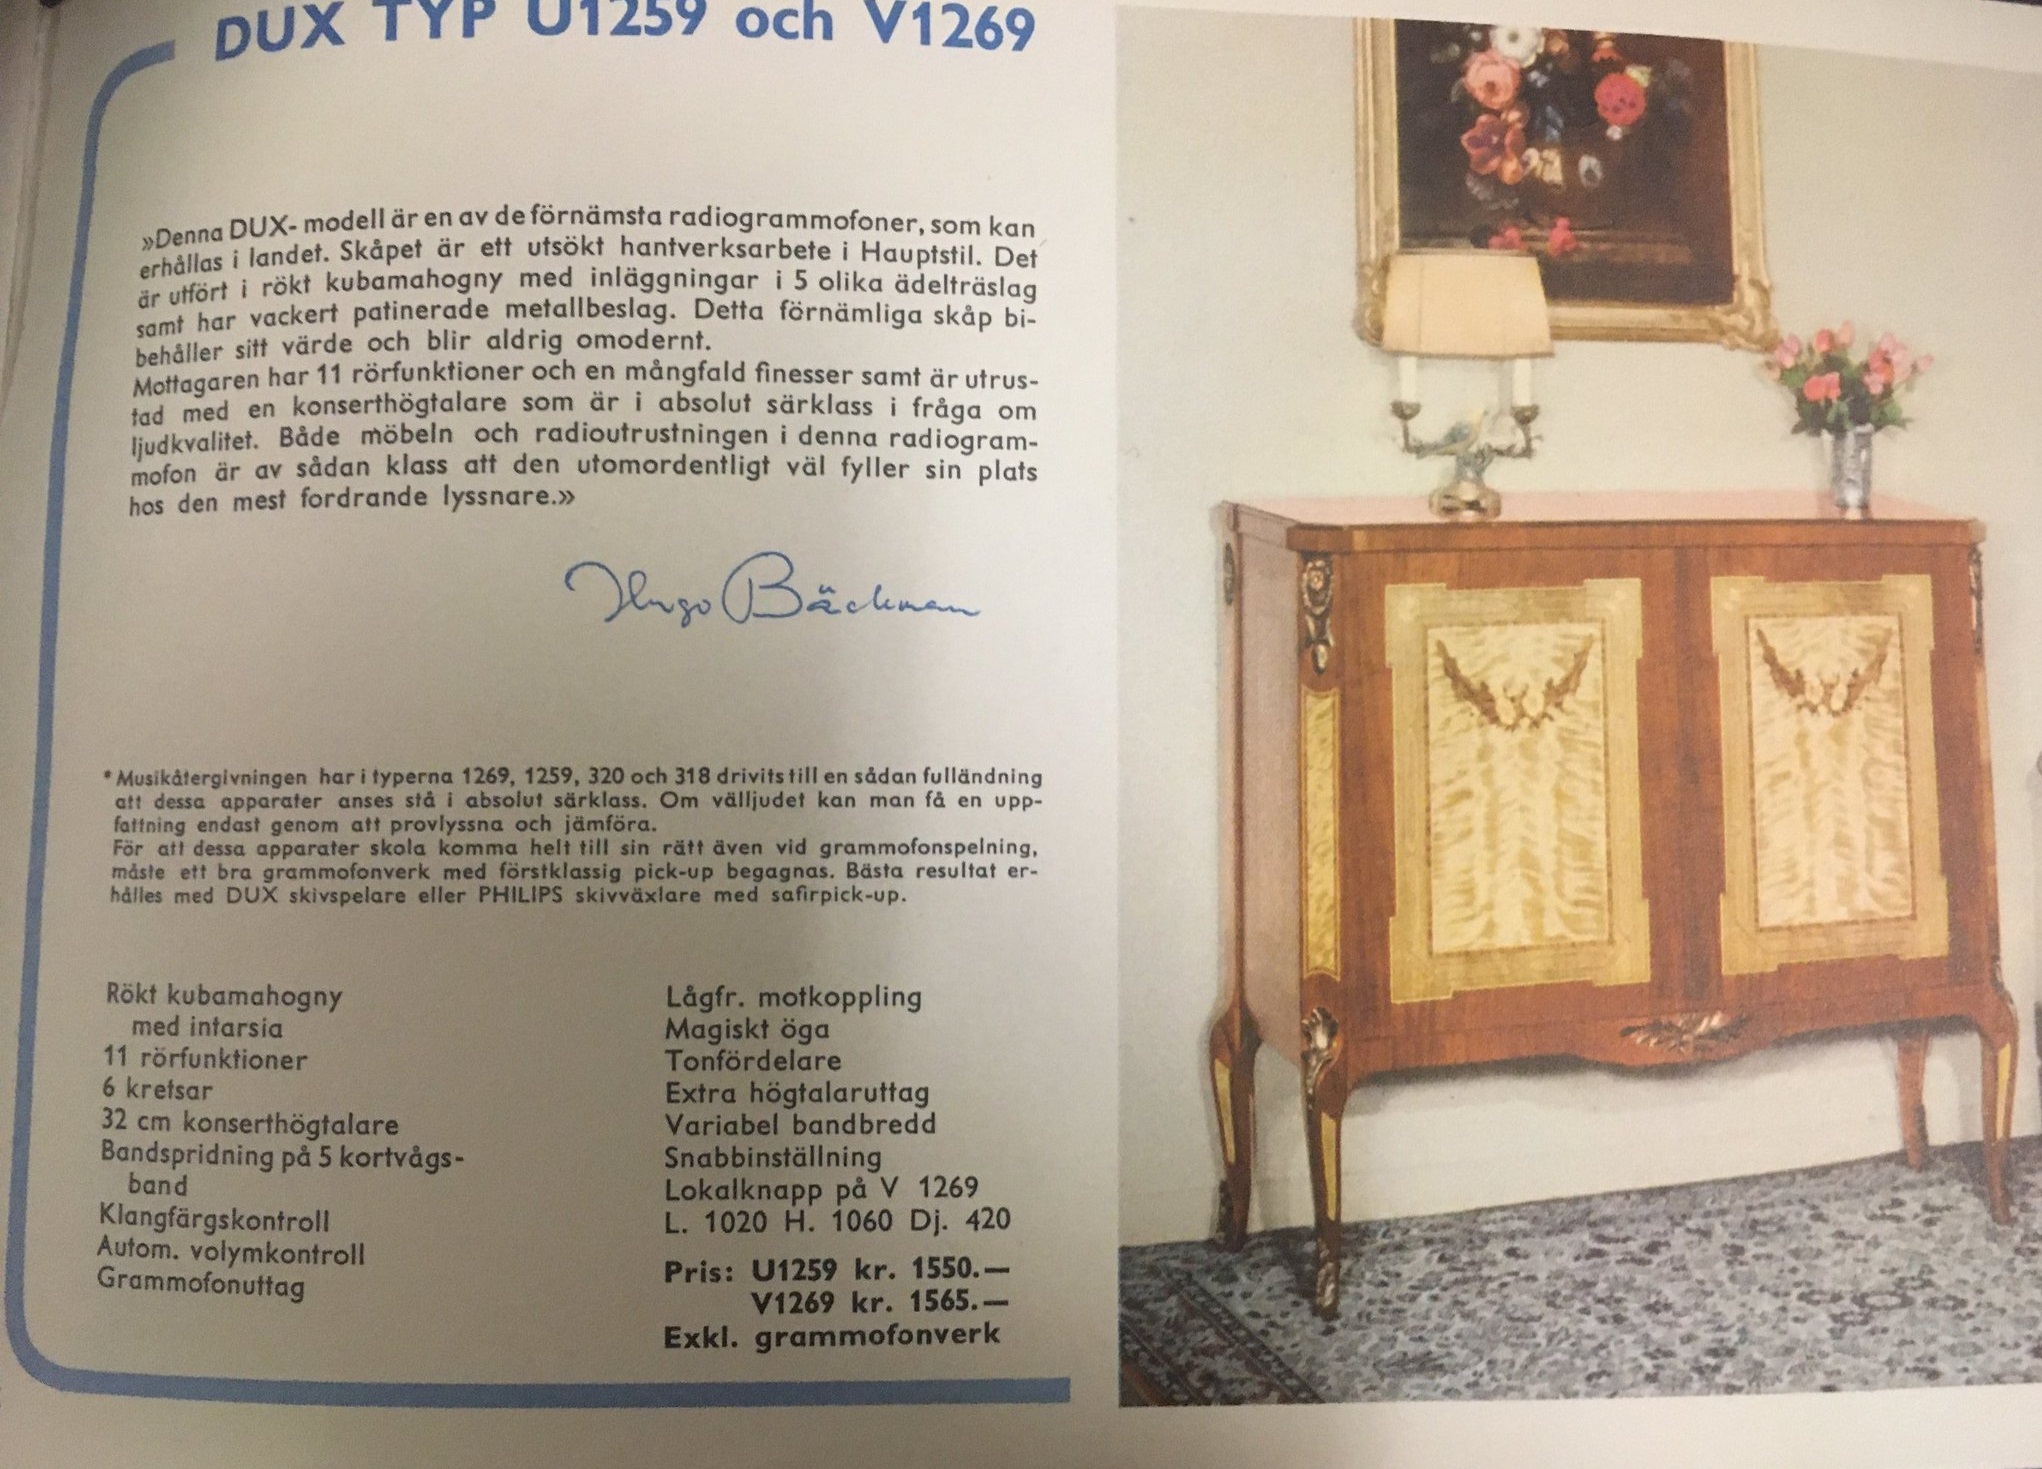 DUX TYP U1259 och V1269
»Denna DUX- modell är en av de förnämsta radiogrammofoner, som kan
erhållas i landet. Skåpet är ett utsökt hantverksarbete i Hauptstil. Det
är utfört i rökt kubamahogny med inläggningar i 5 olika ädelträslag
samt har vackert patinerade metallbeslag. Detta förnämliga skåp bi-
behåller sitt värde och blir aldrig omodernt.
Mottagaren har 11 rörfunktioner och en mångfald finesser samt är utrus-
tad med en konserthögtalare som är i absolut särklass i fråga om
ljudkvalitet. Både möbeln och radioutrustningen i denna radiogram-
mofon är av sådan klass att den utomordentligt väl fyller sin plats
hos den mest fordrande lyssnare.»
Hugo Bäckman
* Musikåtergivningen har i typerna 1269, 1259, 320 och 318 drivits till en sådan fulländning
att dessa apparater anses stå i absolut särklass. Om välljudet kan man få en upp-
fattning endast genom att provlyssna och jämföra.
För att dessa apparater skola komma helt till sin rätt även vid grammofonspelning,
måste ett bra grammofonverk med förstklassig pick-up begagnas. Bästa resultat er-
hålles med DUX skivspelare eller PHILIPS skivväxlare med safirpick-up.
Rökt kubamahogny
med intarsia
11 rörfunktioner
6 kretsar
32 cm konserthögtalare
Bandspridning på 5 kortvågs-
band
Klangfärgskontroll
Autom. volymkontroll
Grammofonuttag
Lågfr. motkoppling
Magiskt öga
Tonfördelare
Extra högtalaruttag
Variabel bandbredd
Snabbinställning
Lokalknapp på V 1269
L. 1020 H. 1060 Dj. 420
Pris: U1259 kr. 1550.—
V1269 kr. 1565.—
Exkl. grammofonverk